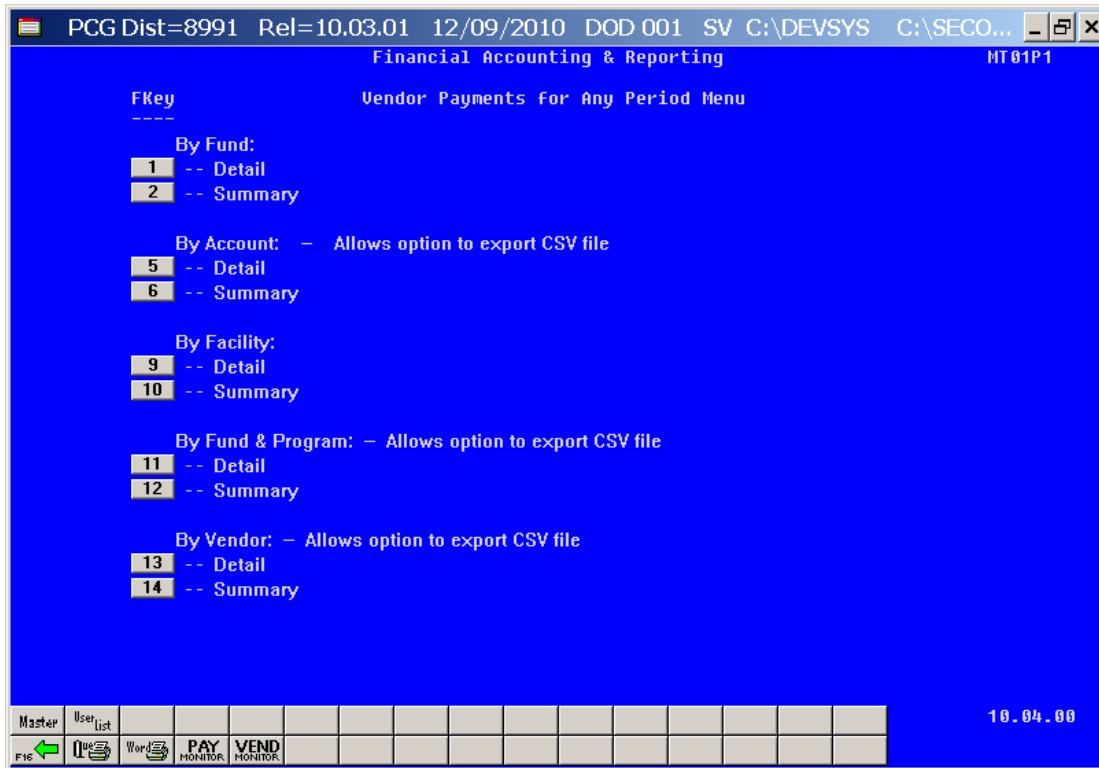 PCG Dist=8991 Rel=10.03.01 12/09/2010 DOD 001 SV C:\DEVSYS C:\SECO...
Financial Accounting & Reporting MT01P1
FKey Vendor Payments for Any Period Menu
----
By Fund:
1 -- Detail
2 -- Summary
By Account: – Allows option to export CSV file
5 -- Detail
6 -- Summary
By Facility:
9 -- Detail
10 -- Summary
By Fund & Program: – Allows option to export CSV file
11 -- Detail
12 -- Summary
By Vendor: – Allows option to export CSV file
13 -- Detail
14 -- Summary
Master User List 10.04.00
F16 Que Word PAY MONITOR VEND MONITOR